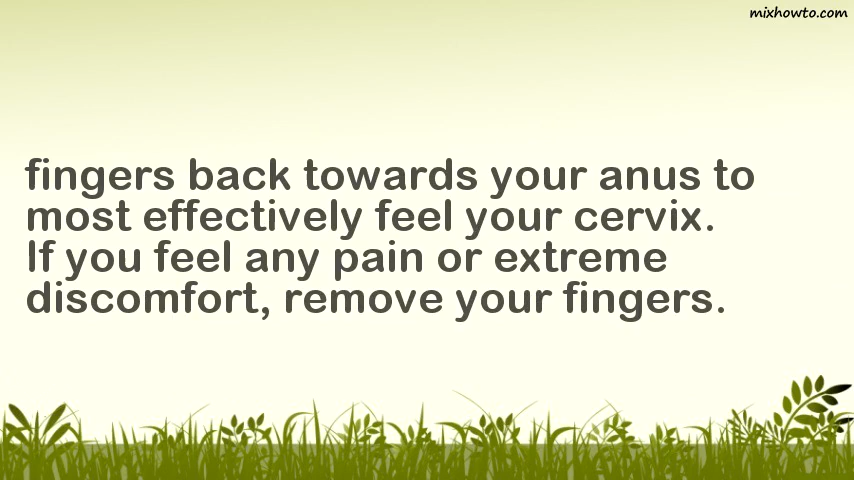 mixhowto.com
fingers back towards your anus to
most effectively feel your cervix.
If you feel any pain or extreme
discomfort, remove your fingers.